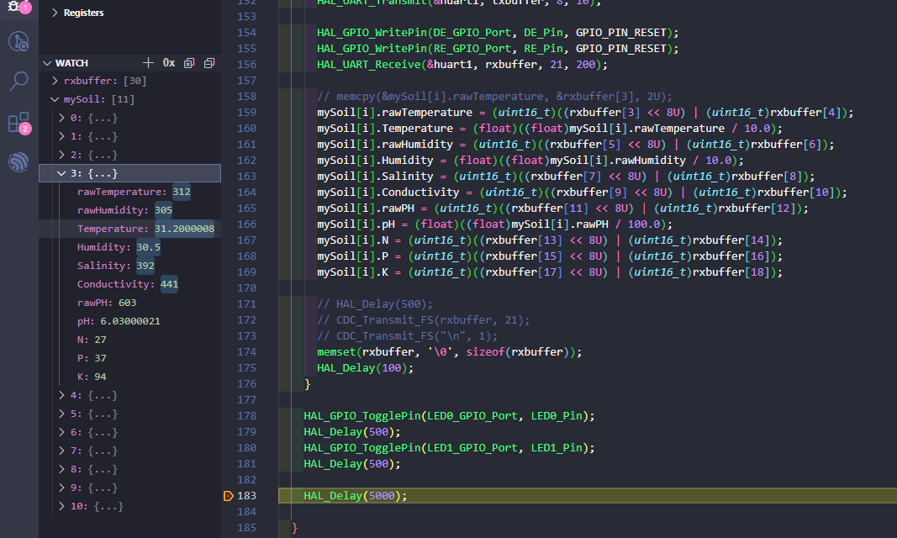 1
Registers
WATCH
0x
rxbuffer: [30]
mySoil: [11]
0: {...}
1: {...}
2: {...}
3: {...}
rawTemperature: 312
rawHumidity: 305
Temperature: 31.2000008
Humidity: 30.5
Salinity: 392
Conductivity: 441
rawPH: 603
pH: 6.03000021
N: 27
P: 37
K: 94
4: {...}
5: {...}
6: {...}
7: {...}
8: {...}
9: {...}
10: {...}
2
152 HAL_UART_Transmit(&huart1, txbuffer, 8, 10);
153
154 HAL_GPIO_WritePin(DE_GPIO_Port, DE_Pin, GPIO_PIN_RESET);
155 HAL_GPIO_WritePin(RE_GPIO_Port, RE_Pin, GPIO_PIN_RESET);
156 HAL_UART_Receive(&huart1, rxbuffer, 21, 200);
157
158 // memcpy(&mySoil[i].rawTemperature, &rxbuffer[3], 2U);
159 mySoil[i].rawTemperature = (uint16_t)((rxbuffer[3] << 8U) | (uint16_t)rxbuffer[4]);
160 mySoil[i].Temperature = (float)((float)mySoil[i].rawTemperature / 10.0);
161 mySoil[i].rawHumidity = (uint16_t)((rxbuffer[5] << 8U) | (uint16_t)rxbuffer[6]);
162 mySoil[i].Humidity = (float)((float)mySoil[i].rawHumidity / 10.0);
163 mySoil[i].Salinity = (uint16_t)((rxbuffer[7] << 8U) | (uint16_t)rxbuffer[8]);
164 mySoil[i].Conductivity = (uint16_t)((rxbuffer[9] << 8U) | (uint16_t)rxbuffer[10]);
165 mySoil[i].rawPH = (uint16_t)((rxbuffer[11] << 8U) | (uint16_t)rxbuffer[12]);
166 mySoil[i].pH = (float)((float)mySoil[i].rawPH / 100.0);
167 mySoil[i].N = (uint16_t)((rxbuffer[13] << 8U) | (uint16_t)rxbuffer[14]);
168 mySoil[i].P = (uint16_t)((rxbuffer[15] << 8U) | (uint16_t)rxbuffer[16]);
169 mySoil[i].K = (uint16_t)((rxbuffer[17] << 8U) | (uint16_t)rxbuffer[18]);
170
171 // HAL_Delay(500);
172 // CDC_Transmit_FS(rxbuffer, 21);
173 // CDC_Transmit_FS("\n", 1);
174 memset(rxbuffer, '\0', sizeof(rxbuffer));
175 HAL_Delay(100);
176 }
177
178 HAL_GPIO_TogglePin(LED0_GPIO_Port, LED0_Pin);
179 HAL_Delay(500);
180 HAL_GPIO_TogglePin(LED1_GPIO_Port, LED1_Pin);
181 HAL_Delay(500);
182
183 HAL_Delay(5000);
184
185 }